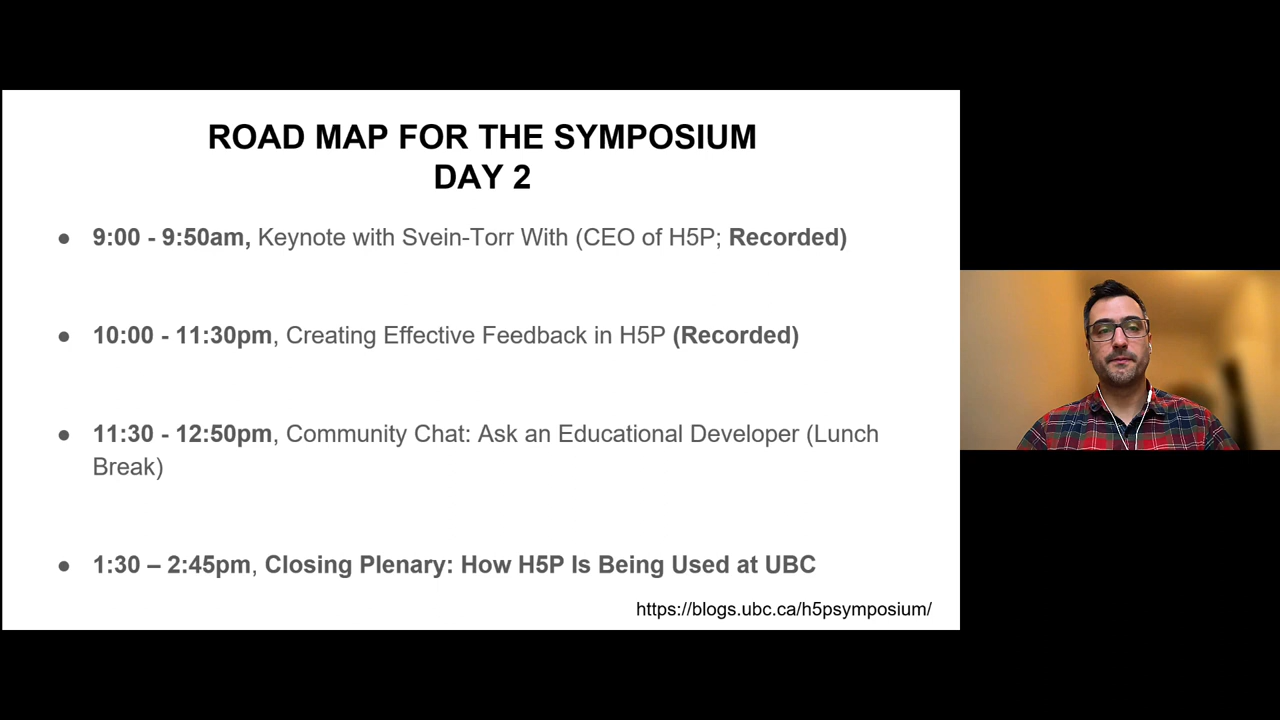 ROAD MAP FOR THE SYMPOSIUM
DAY 2
● 9:00 - 9:50am, Keynote with Svein-Torr With (CEO of H5P; Recorded)
● 10:00 - 11:30pm, Creating Effective Feedback in H5P (Recorded)
● 11:30 - 12:50pm, Community Chat: Ask an Educational Developer (Lunch
Break)
● 1:30 – 2:45pm, Closing Plenary: How H5P Is Being Used at UBC
https://blogs.ubc.ca/h5psymposium/